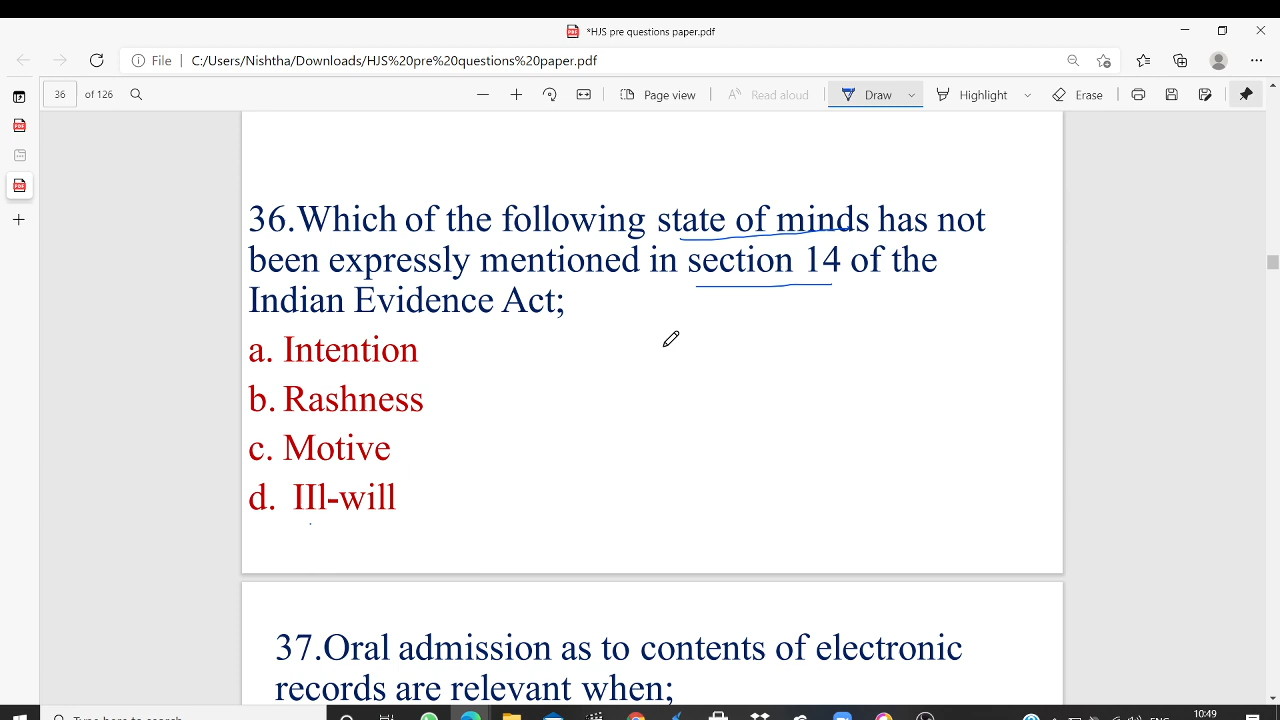 *HJS pre questions paper.pdf
File | C:/Users/Nishtha/Downloads/HJS%20pre%20questions%20paper.pdf
36 of 126
Page view
Read aloud
Draw
Highlight
Erase
36.Which of the following state of minds has not
been expressly mentioned in section 14 of the
Indian Evidence Act;
a. Intention
b. Rashness
c. Motive
d. IIl-will
37.Oral admission as to contents of electronic
records are relevant when;
10:49